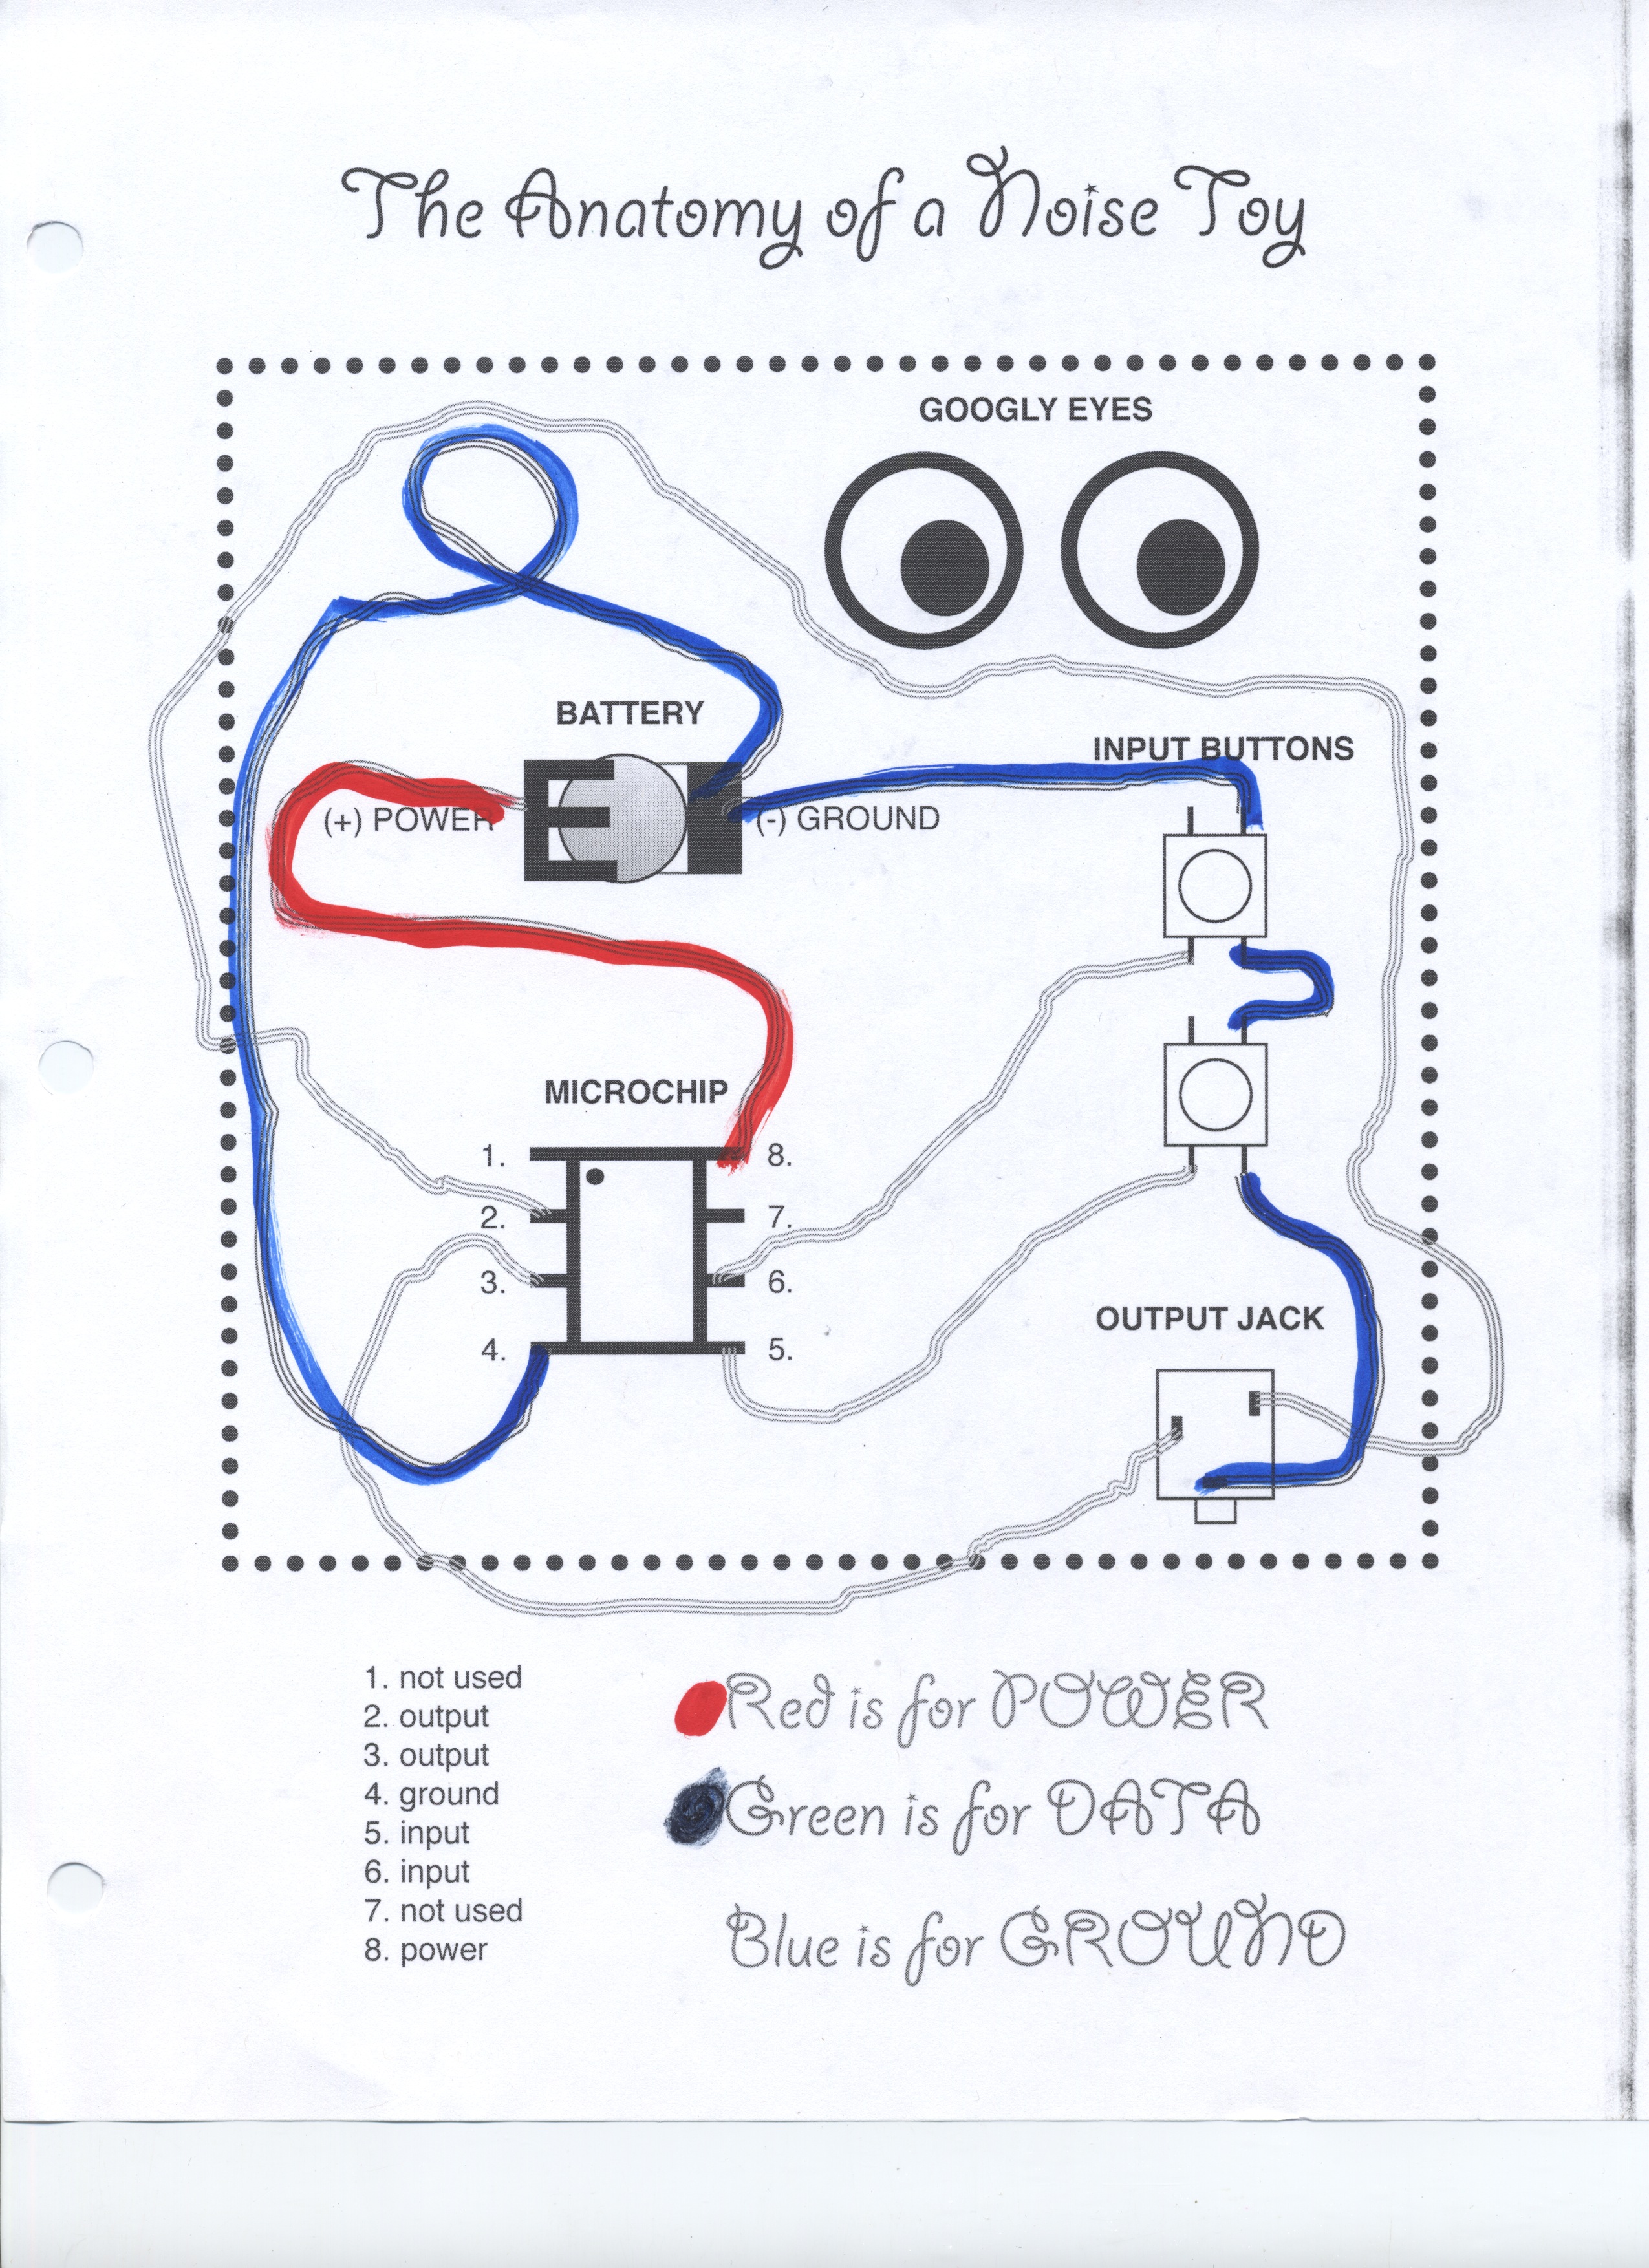 The Anatomy of a Noise Toy
GOOGLY EYES
BATTERY
INPUT BUTTONS
(+) POWER
(-) GROUND
MICROCHIP
1.
8.
2.
7.
3.
6.
4.
5.
OUTPUT JACK
1. not used
2. output
3. output
4. ground
5. input
6. input
7. not used
8. power
Red is for POWER
Green is for DATA
Blue is for GROUND